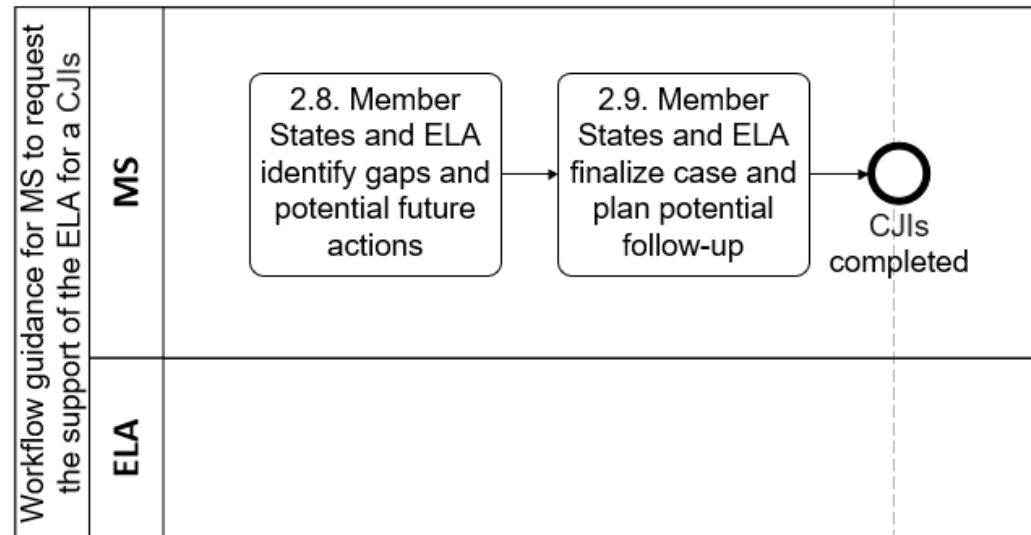 Workflow guidance for MS to request
the support of the ELA for a CJIs
MS
2.8. Member
States and ELA
identify gaps and
potential future
actions
2.9. Member
States and ELA
finalize case and
plan potential
follow-up
CJIs
completed
ELA